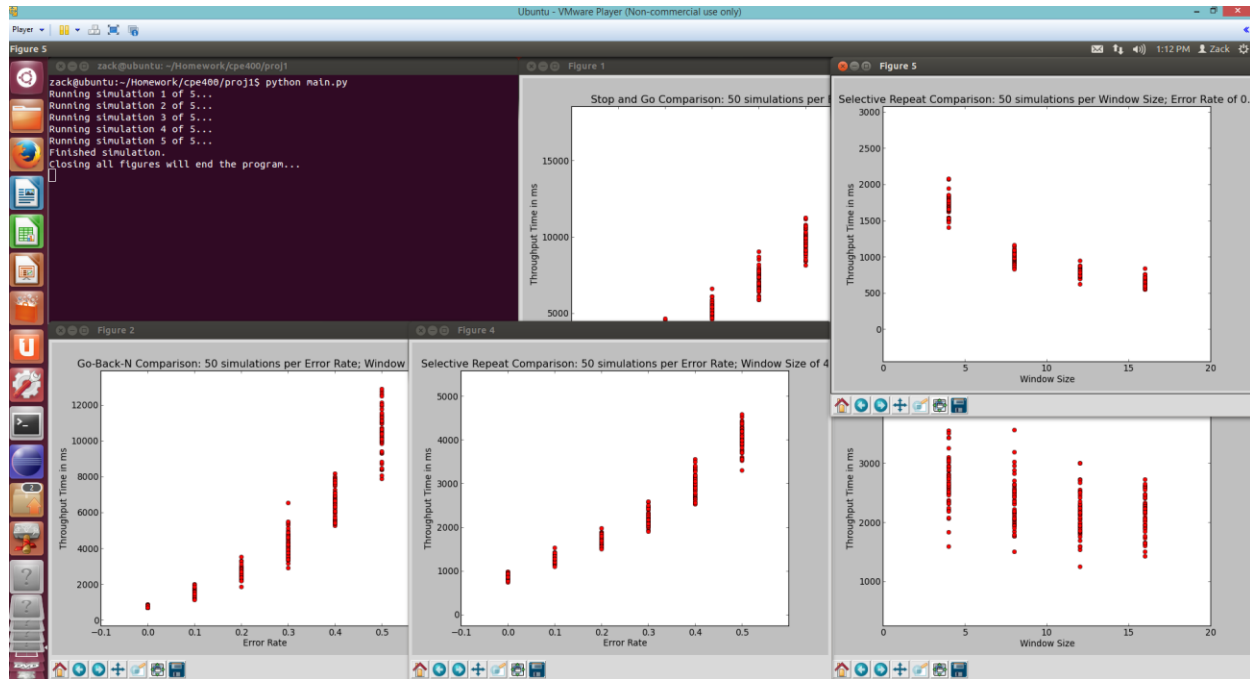 Ubuntu - VMware Player (Non-commercial use only)
Player
Figure 5
1:12 PM Zack
zack@ubuntu: ~/Homework/cpe400/proj1
zack@ubuntu:~/Homework/cpe400/proj1$ python main.py
Running simulation 1 of 5...
Running simulation 2 of 5...
Running simulation 3 of 5...
Running simulation 4 of 5...
Running simulation 5 of 5...
Finished simulation.
Closing all figures will end the program...
Figure 1
Stop and Go Comparison: 50 simulations per
15000
10000
5000
Throughput Time in ms
Figure 5
Selective Repeat Comparison: 50 simulations per Window Size; Error Rate of 0.
3000
2000
1500
1000
500
0
Throughput Time in ms
0 5 10 15 20
Window Size
Figure 2
Go-Back-N Comparison: 50 simulations per Error Rate; Window
12000
10000
8000
6000
4000
2000
0
Throughput Time in ms
−0.1 0.0 0.1 0.2 0.3 0.4 0.5
Error Rate
Figure 4
Selective Repeat Comparison: 50 simulations per Error Rate; Window Size of 4
5000
4000
3000
2000
1000
0
Throughput Time in ms
−0.1 0.0 0.1 0.2 0.3 0.4 0.5
Error Rate
3000
2000
1000
Throughput Time in ms
0 5 10 15 20
Window Size
2